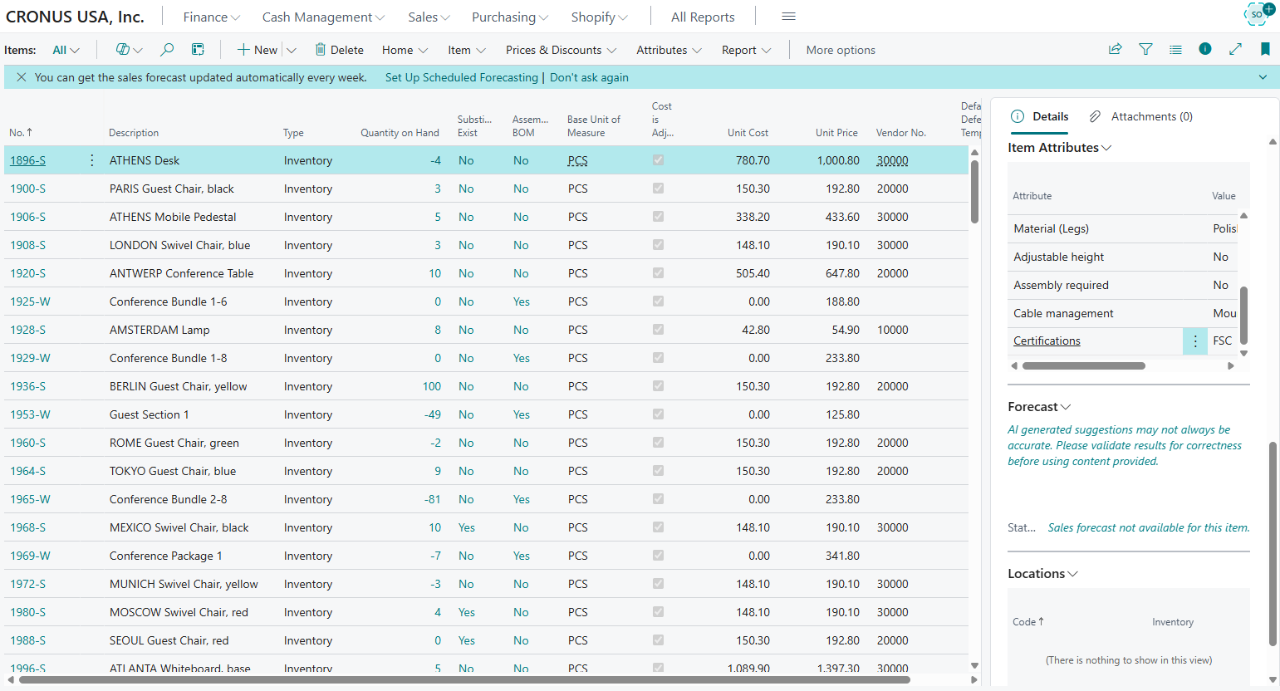 CRONUS USA, Inc. Finance Cash Management Sales Purchasing Shopify All Reports SO
Items: All New Delete Home Item Prices & Discounts Attributes Report More options
You can get the sales forecast updated automatically every week. Set Up Scheduled Forecasting | Don't ask again
No. ↑ Description Type Quantity on Hand Substi... Exist Assem... BOM Base Unit of Measure Cost is Adj... Unit Cost Unit Price Vendor No. Defa Defe Temp
1896-S ATHENS Desk Inventory -4 No No PCS 780.70 1,000.80 30000
1900-S PARIS Guest Chair, black Inventory 3 No No PCS 150.30 192.80 20000
1906-S ATHENS Mobile Pedestal Inventory 5 No No PCS 338.20 433.60 30000
1908-S LONDON Swivel Chair, blue Inventory 3 No No PCS 148.10 190.10 30000
1920-S ANTWERP Conference Table Inventory 10 No No PCS 505.40 647.80 20000
1925-W Conference Bundle 1-6 Inventory 0 No Yes PCS 0.00 188.80
1928-S AMSTERDAM Lamp Inventory 8 No No PCS 42.80 54.90 10000
1929-W Conference Bundle 1-8 Inventory 0 No Yes PCS 0.00 233.80
1936-S BERLIN Guest Chair, yellow Inventory 100 No No PCS 150.30 192.80 20000
1953-W Guest Section 1 Inventory -49 No Yes PCS 0.00 125.80
1960-S ROME Guest Chair, green Inventory -2 No No PCS 150.30 192.80 20000
1964-S TOKYO Guest Chair, blue Inventory 9 No No PCS 150.30 192.80 20000
1965-W Conference Bundle 2-8 Inventory -81 No Yes PCS 0.00 233.80
1968-S MEXICO Swivel Chair, black Inventory 10 Yes No PCS 148.10 190.10 30000
1969-W Conference Package 1 Inventory -7 No Yes PCS 0.00 341.80
1972-S MUNICH Swivel Chair, yellow Inventory -3 No No PCS 148.10 190.10 30000
1980-S MOSCOW Swivel Chair, red Inventory 4 Yes No PCS 148.10 190.10 30000
1988-S SEOUL Guest Chair, red Inventory 0 Yes No PCS 150.30 192.80 20000
1996-S ATLANTA Whiteboard, base Inventory 5 No No PCS 1,089.90 1,397.30 30000
Details Attachments (0)
Item Attributes
Attribute Value
Material (Legs) Polis
Adjustable height No
Assembly required No
Cable management Mou
Certifications FSC
Forecast
AI generated suggestions may not always be
accurate. Please validate results for correctness
before using content provided.
Stat... Sales forecast not available for this item.
Locations
Code ↑ Inventory
(There is nothing to show in this view)